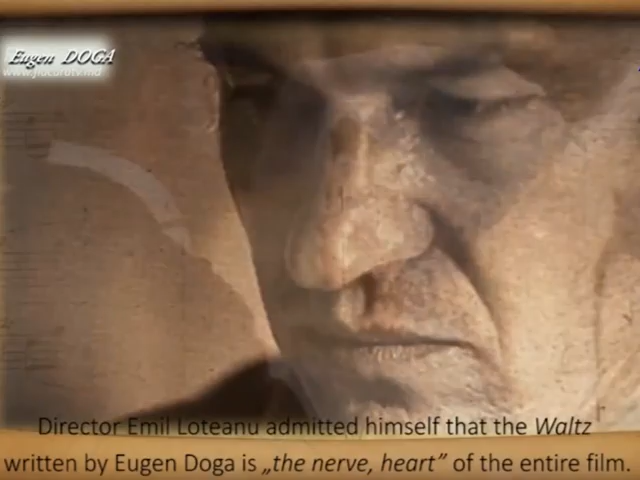 Eugen DOGA
Director Emil Loteanu admitted himself that the Waltz
written by Eugen Doga is „the nerve, heart” of the entire film.